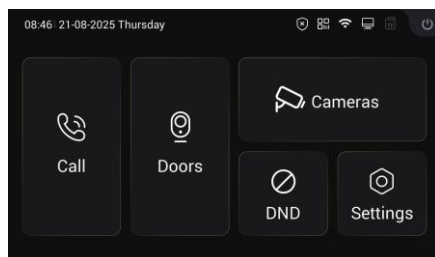 08:46 21-08-2025 Thursday
Call
Doors
Cameras
DND
Settings